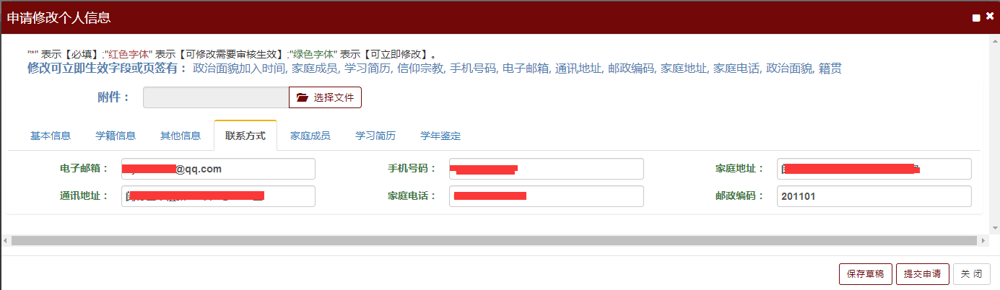 申请修改个人信息
"*" 表示【必填】;"红色字体" 表示【可修改需要审核生效】;"绿色字体" 表示【可立即修改】。
修改可立即生效字段或页签有： 政治面貌加入时间, 家庭成员, 学习简历, 信仰宗教, 手机号码, 电子邮箱, 通讯地址, 邮政编码, 家庭地址, 家庭电话, 政治面貌, 籍贯
附件： 选择文件
基本信息 学籍信息 其他信息 联系方式 家庭成员 学习简历 学年鉴定
电子邮箱： @qq.com 手机号码： 家庭地址：
通讯地址： 家庭电话： 邮政编码： 201101
保存草稿 提交申请 关 闭